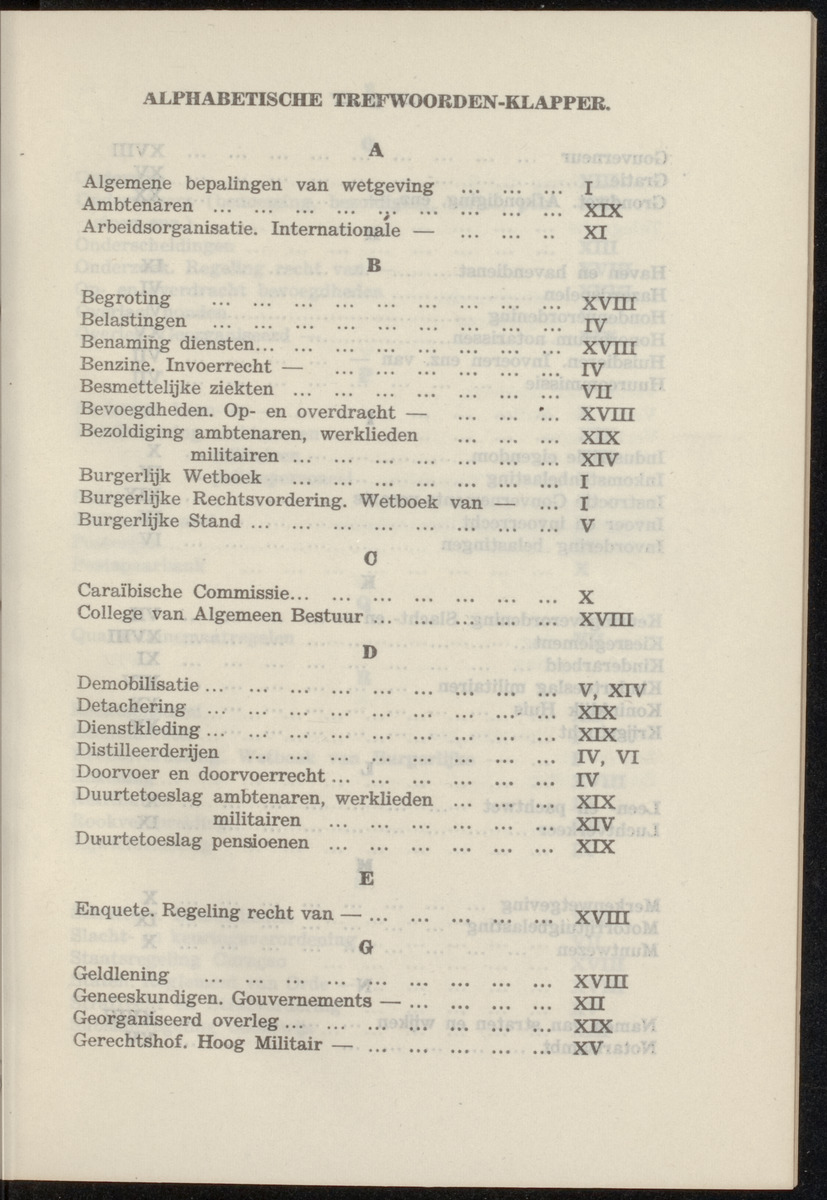 ALPHABETISCHE TREFWOORDEN-KLAPPER.
A
Algemene bepalingen van wetgeving ... ... ... I
Ambtenaren ... ... ... ... ... ... ... ... ... XIX
Arbeidsorganisatie. Internationale — ... ... .. XI
B
Begroting ... ... ... ... ... ... ... ... ... XVIII
Belastingen ... ... ... ... ... ... ... ... ... IV
Benaming diensten... ... ... ... ... ... ... ... XVIII
Benzine. Invoerrecht — ... ... ... ... ... ... IV
Besmettelijke ziekten ... ... ... ... ... ... ... VII
Bevoegdheden. Op- en overdracht — ... ... ... XVIII
Bezoldiging ambtenaren, werklieden ... ... ... XIX
militairen ... ... ... ... ... ... ... XIV
Burgerlijk Wetboek ... ... ... ... ... ... ... I
Burgerlijke Rechtsvordering. Wetboek van — ... I
Burgerlijke Stand ... ... ... ... ... ... ... ... V
C
Caraïbische Commissie... ... ... ... ... ... ... X
College van Algemeen Bestuur ... ... ... ... ... XVIII
D
Demobilisatie ... ... ... ... ... ... ... ... ... V, XIV
Detachering ... ... ... ... ... ... ... ... ... XIX
Dienstkleding ... ... ... ... ... ... ... ... ... XIX
Distilleerderijen ... ... ... ... ... ... ... ... IV, VI
Doorvoer en doorvoerrecht ... ... ... ... ... ... IV
Duurtetoeslag ambtenaren, werklieden ... ... ... XIX
militairen ... ... ... ... ... ... XIV
Duurtetoeslag pensioenen ... ... ... ... ... ... XIX
E
Enquete. Regeling recht van — ... ... ... ... ... XVIII
G
Geldlening ... ... ... ... ... ... ... ... ... XVIII
Geneeskundigen. Gouvernements — ... ... ... ... XII
Georganiseerd overleg ... ... ... ... ... ... ... XIX
Gerechtshof. Hoog Militair — ... ... ... ... ... XV